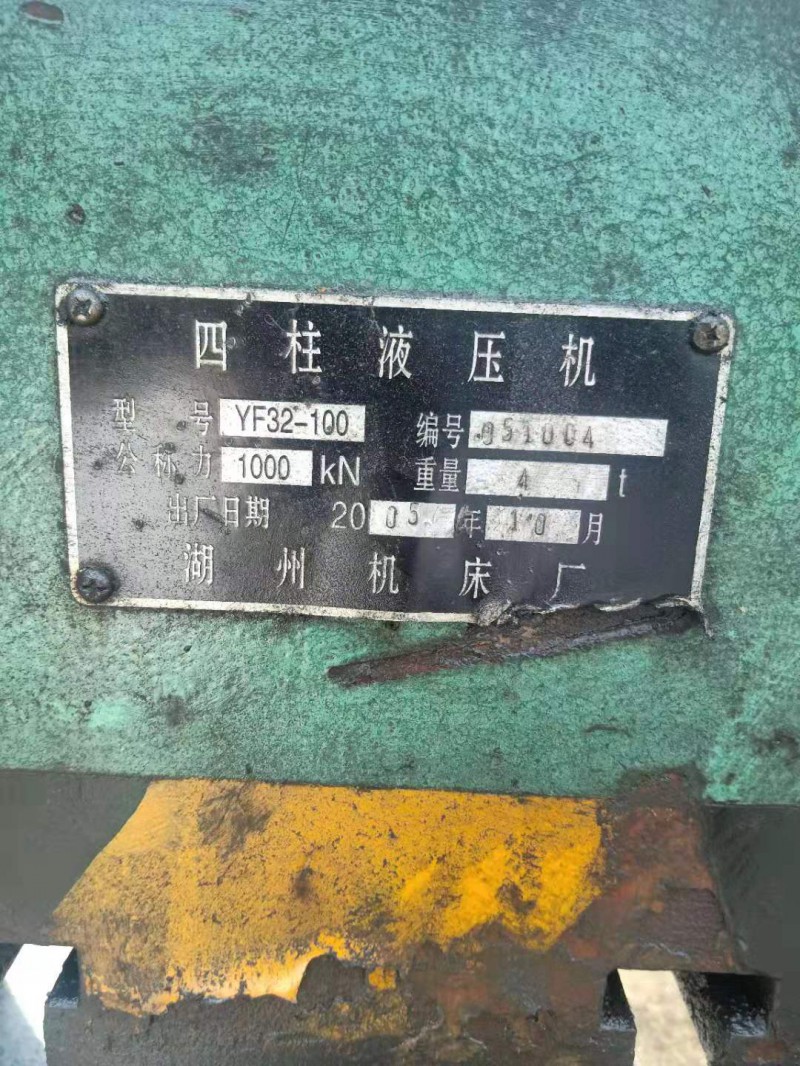 四柱液压机
型号 YF32-100 编号 051004
公称力 1000 kN 重量 4 t
出厂日期 2005年10月
湖州机床厂